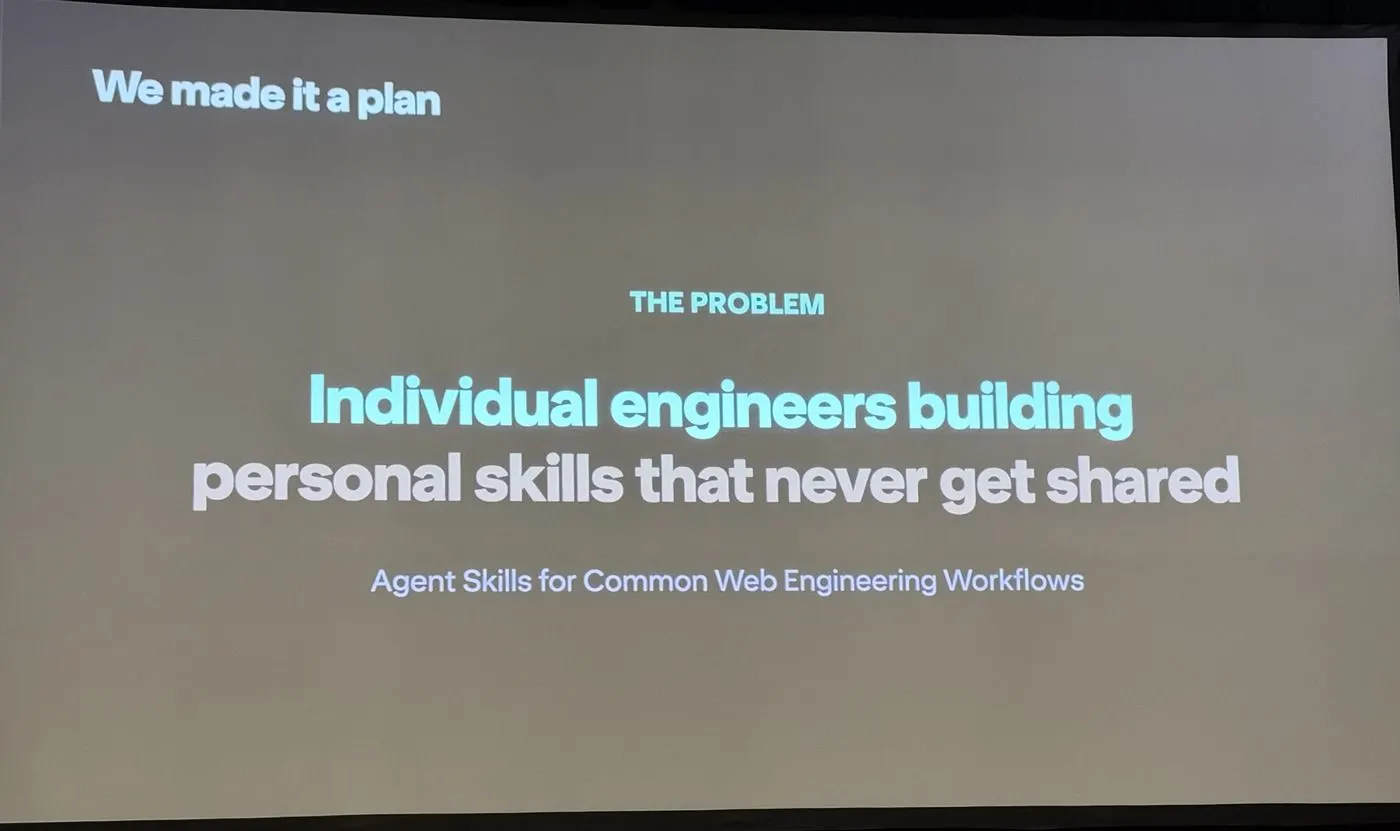 We made it a plan
THE PROBLEM
Individual engineers building
personal skills that never get shared
Agent Skills for Common Web Engineering Workflows